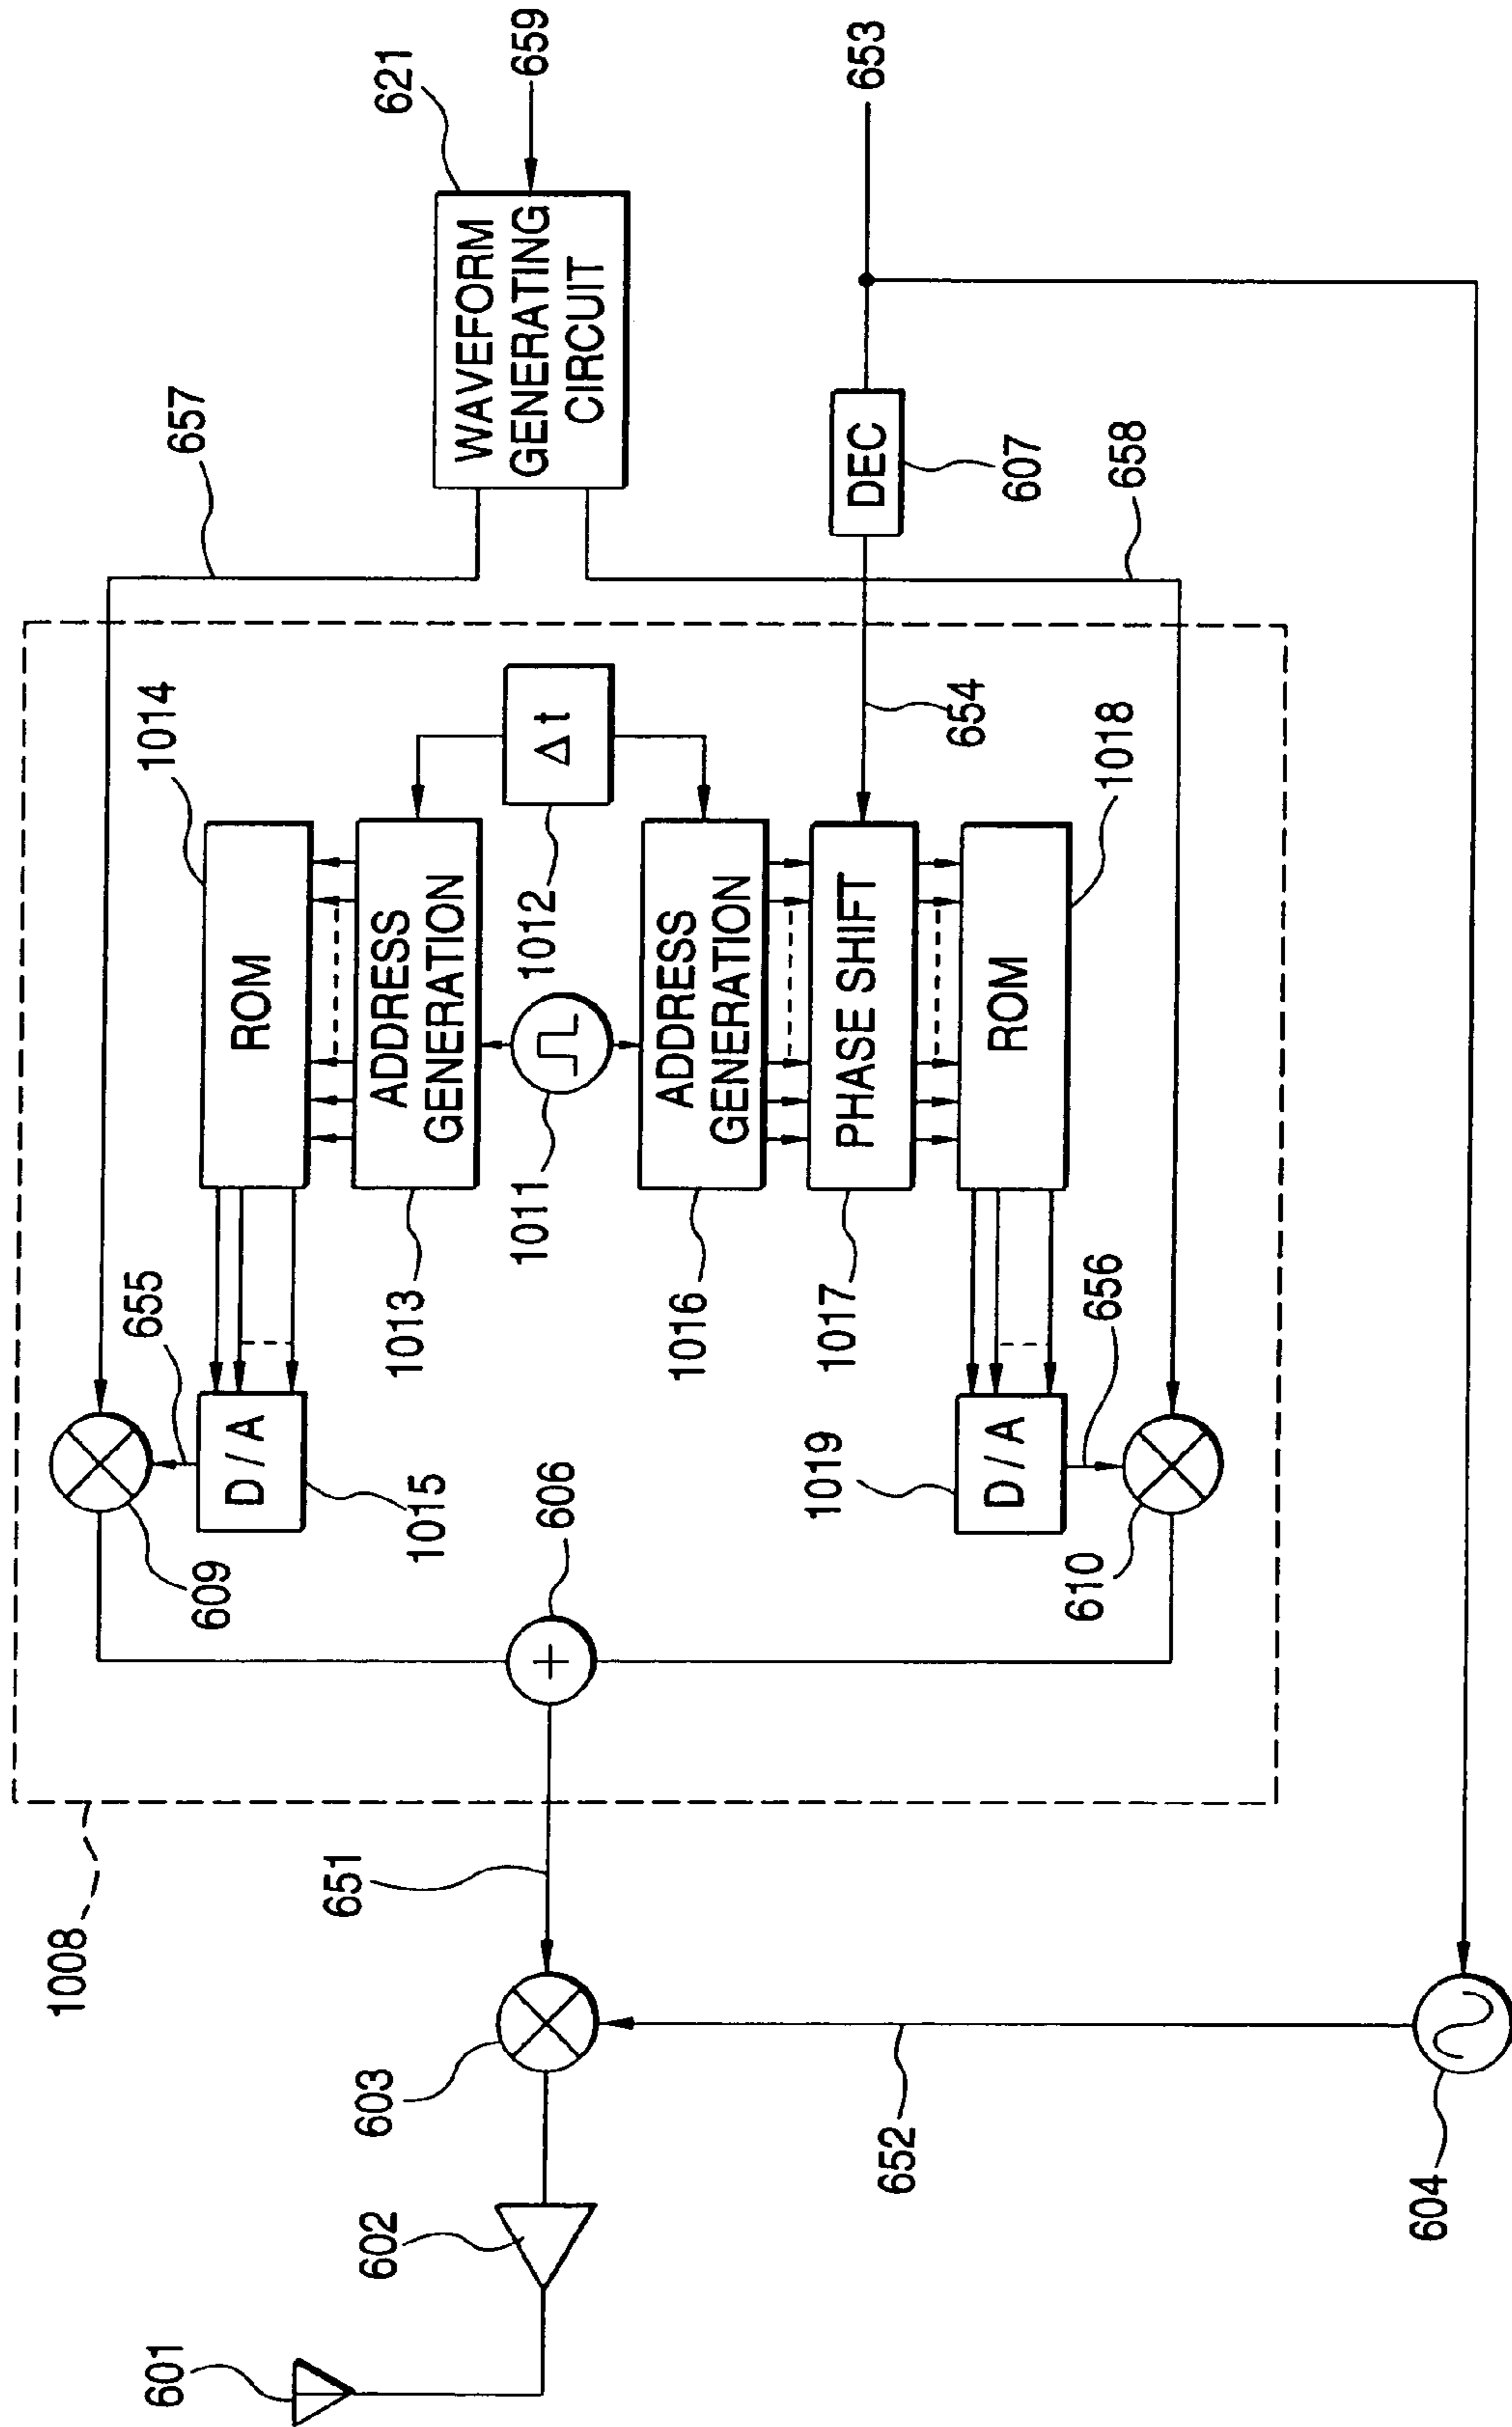 1008
601
602
603
604
651
652
606
609
655
D / A
1015
610
656
D / A
1019
ROM
1014
ADDRESS
GENERATION
1013
1011
Δ t
1012
ADDRESS
GENERATION
1016
PHASE SHIFT
1017
ROM
1018
654
657
658
WAVEFORM
GENERATING
CIRCUIT
621
659
DEC
607
653
+